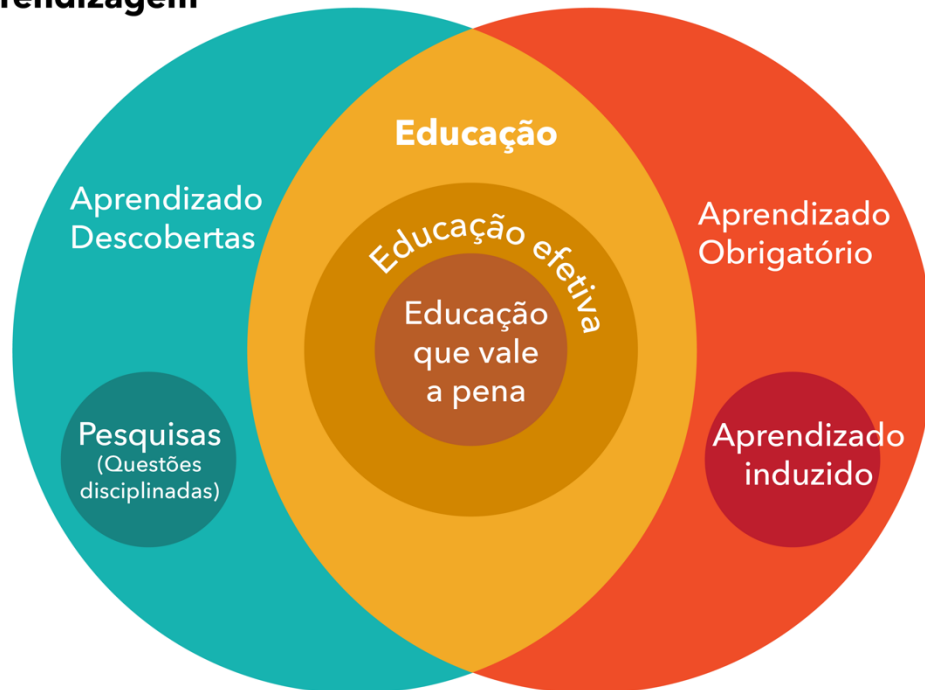 Educação
Aprendizado
Descobertas
Educação efetiva
Educação
que vale
a pena
Aprendizado
Obrigatório
Pesquisas
(Questões
disciplinadas)
Aprendizado
induzido